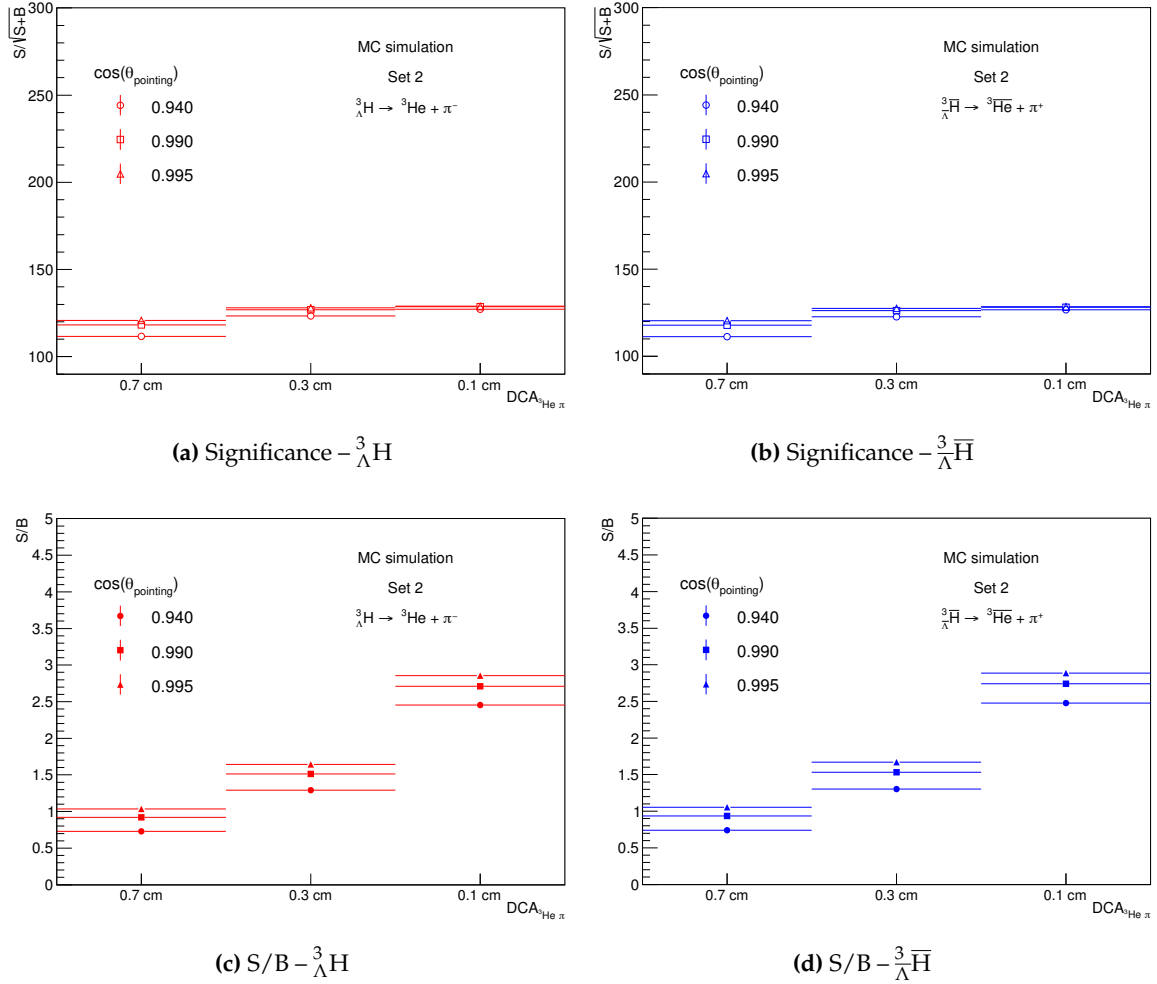 S/√S+B
300
250
200
150
100
MC simulation
Set 2
³ΛH → ³He + π⁻
cos(θpointing)
0.940
0.990
0.995
0.7 cm 0.3 cm 0.1 cm
DCA³He π
(a) Significance – ³ΛH
S/√S+B
300
250
200
150
100
MC simulation
Set 2
³Λ̅H̅ → ³H̅e̅ + π⁺
cos(θpointing)
0.940
0.990
0.995
0.7 cm 0.3 cm 0.1 cm
DCA³He π
(b) Significance – ³Λ̅H̅
S/B
5
4.5
4
3.5
3
2.5
2
1.5
1
0.5
0
MC simulation
Set 2
³ΛH → ³He + π⁻
cos(θpointing)
0.940
0.990
0.995
0.7 cm 0.3 cm 0.1 cm
DCA³He π
(c) S/B – ³ΛH
S/B
5
4.5
4
3.5
3
2.5
2
1.5
1
0.5
0
MC simulation
Set 2
³Λ̅H̅ → ³H̅e̅ + π⁺
cos(θpointing)
0.940
0.990
0.995
0.7 cm 0.3 cm 0.1 cm
DCA³He π
(d) S/B – ³Λ̅H̅